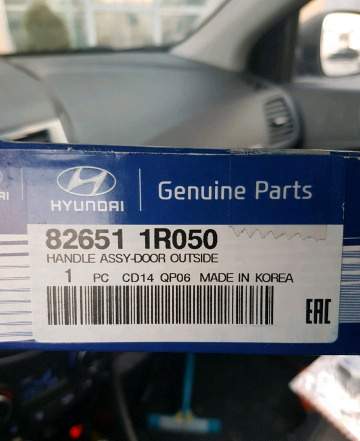 HYUNDAI
Genuine Parts
82651 1R050
HANDLE ASSY-DOOR OUTSIDE
1 PC CD14 QP06 MADE IN KOREA
EAC